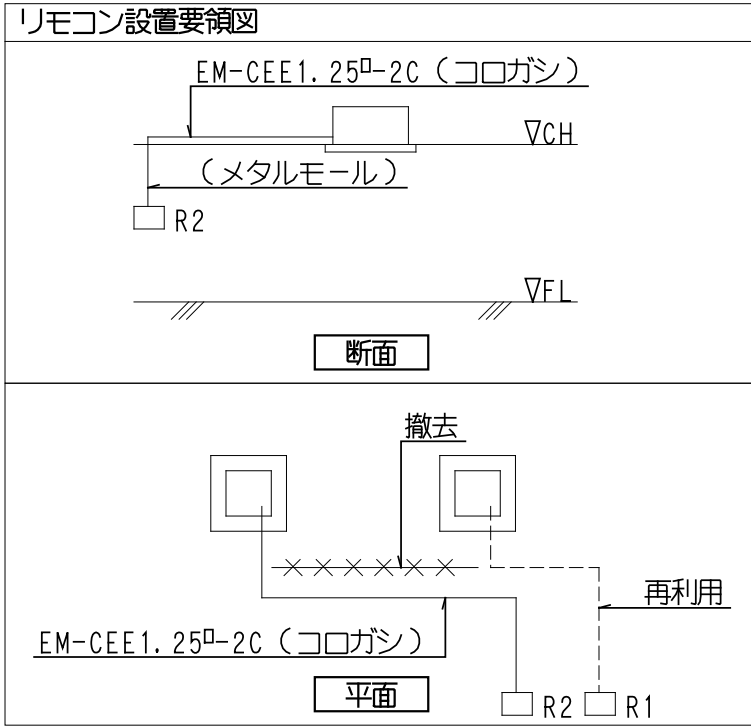 リモコン設置要領図
EM-CEE1.25□-2C（コロガシ）
▽CH
（メタルモール）
R2
▽FL
断面
撤去
再利用
EM-CEE1.25□-2C（コロガシ）
R2
R1
平面